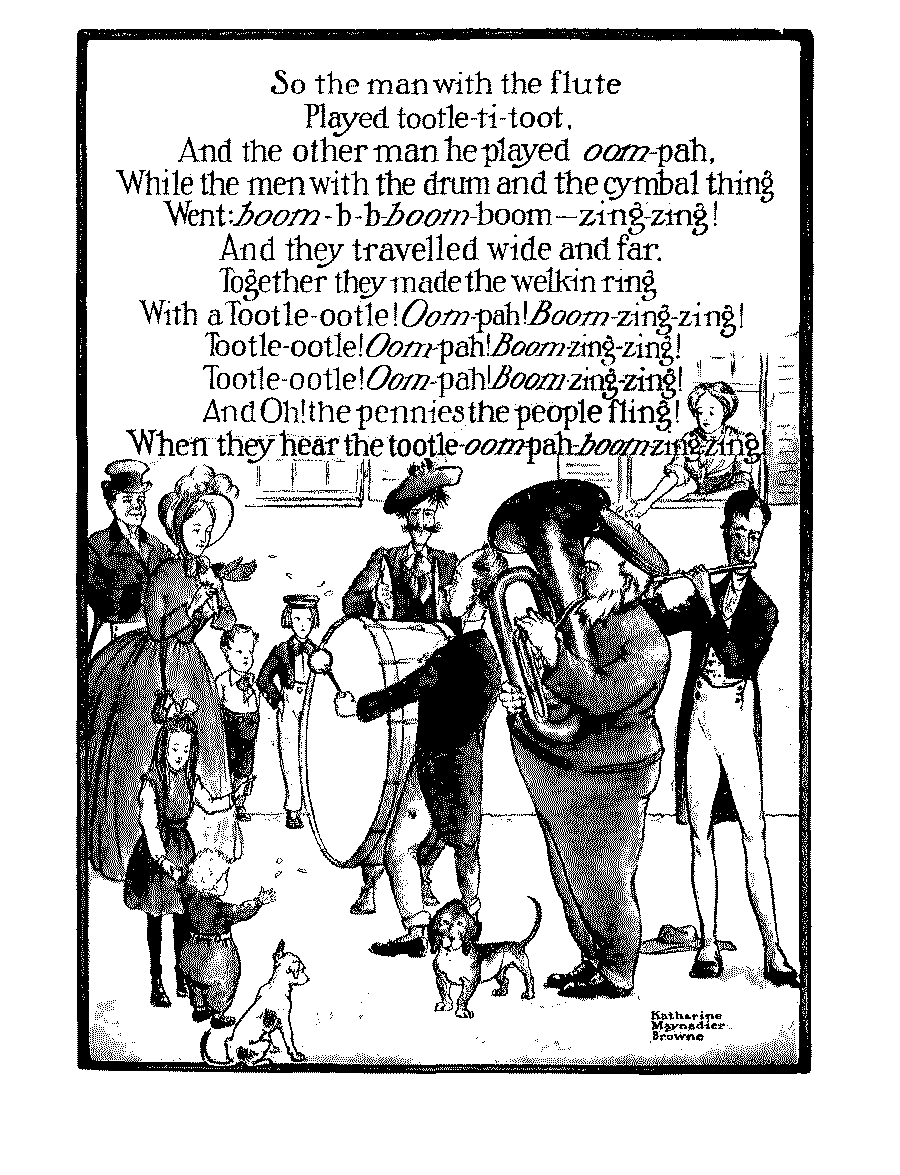 So the man with the flute
Played tootle-ti-toot,
And the other man he played oom-pah,
While the men with the drum and the cymbal thing
Went: boom-b-b-boom-boom—zing-zing!
And they travelled wide and far.
Together they made the welkin ring
With a Tootle-ootle! Oom-pah! Boom-zing-zing!
Tootle-ootle! Oom-pah! Boom-zing-zing!
Tootle-ootle! Oom-pah! Boom-zing-zing!
And Oh! the pennies the people fling!
When they hear the tootle-oom-pah-boom-zing-zing!
Katharine
Maynadier
Browne